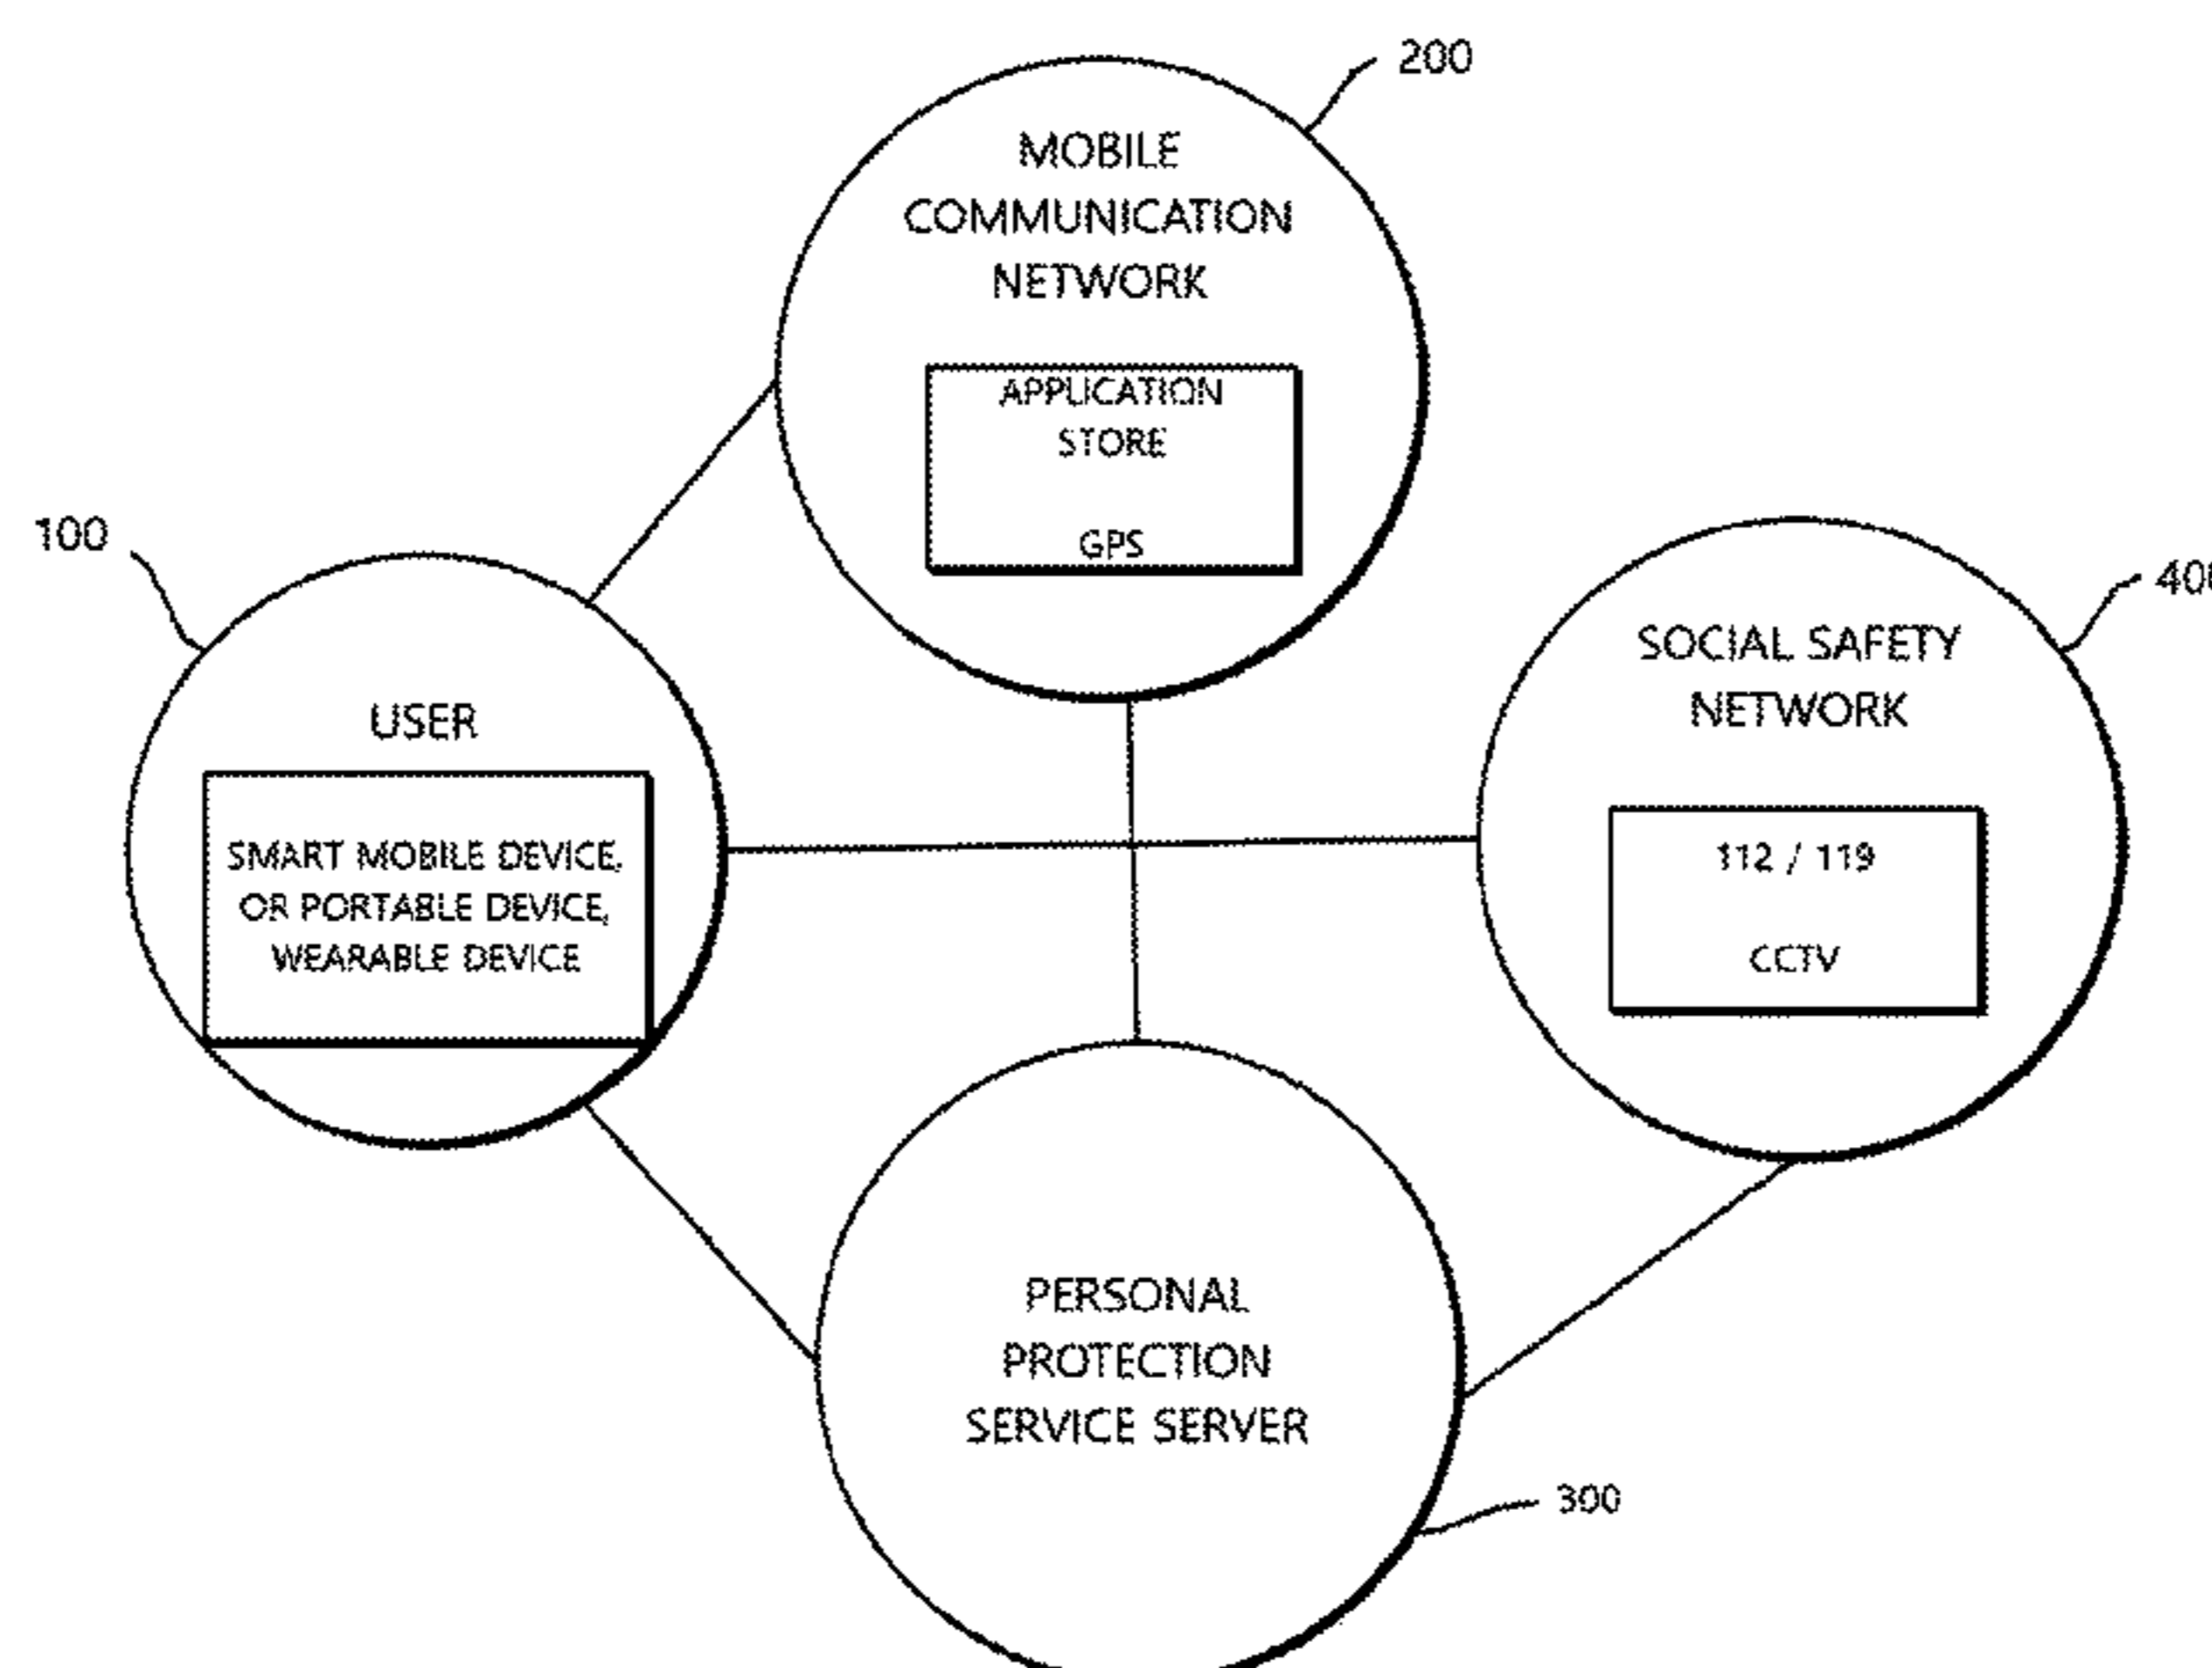 200
MOBILE
COMMUNICATION
NETWORK
APPLICATION
STORE
GPS
100
USER
SMART MOBILE DEVICE,
OR PORTABLE DEVICE,
WEARABLE DEVICE
SOCIAL SAFETY
NETWORK
112 / 119
CCTV
PERSONAL
PROTECTION
SERVICE SERVER
300